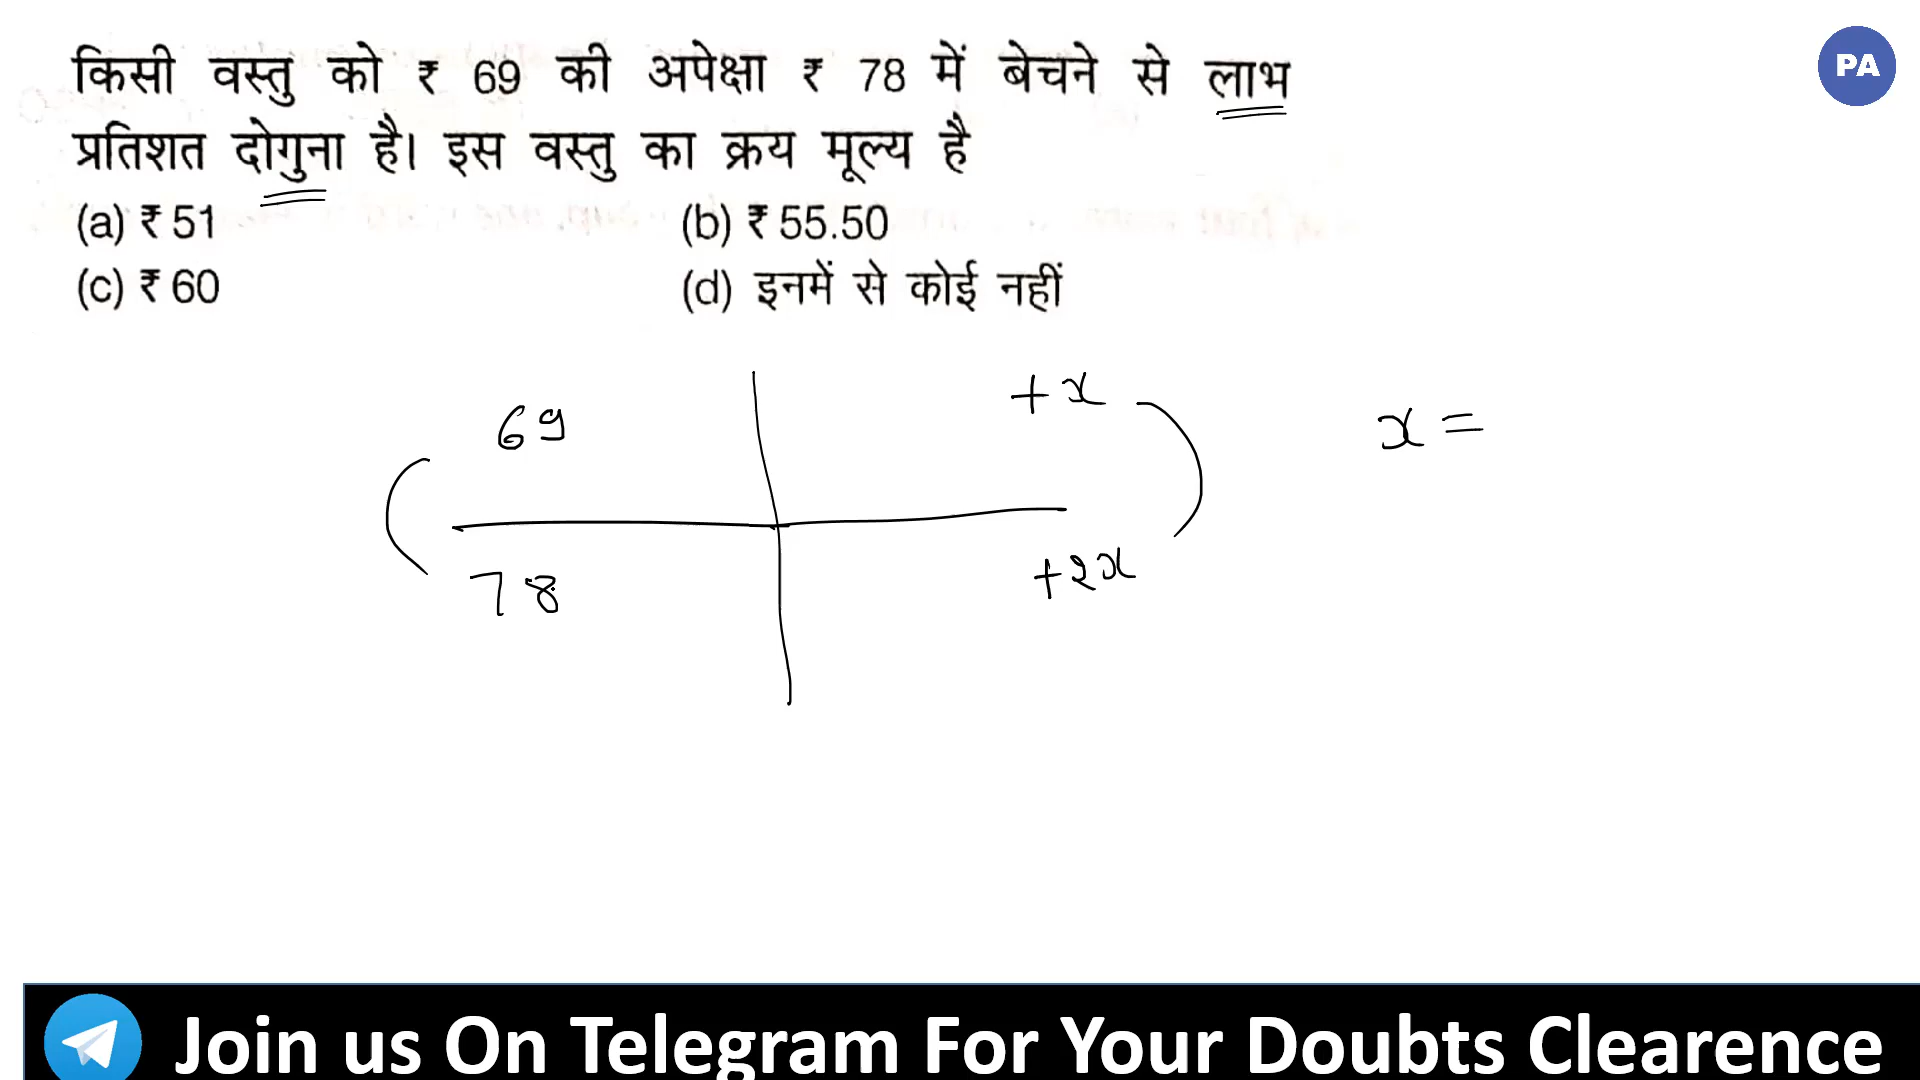 किसी वस्तु को ₹ 69 की अपेक्षा ₹ 78 में बेचने से लाभ
PA
प्रतिशत दोगुना है। इस वस्तु का क्रय मूल्य है
(a) ₹ 51 (b) ₹ 55.50
(c) ₹ 60 (d) इनमें से कोई नहीं
69 +x x =
78 +2x
Join us On Telegram For Your Doubts Clearence